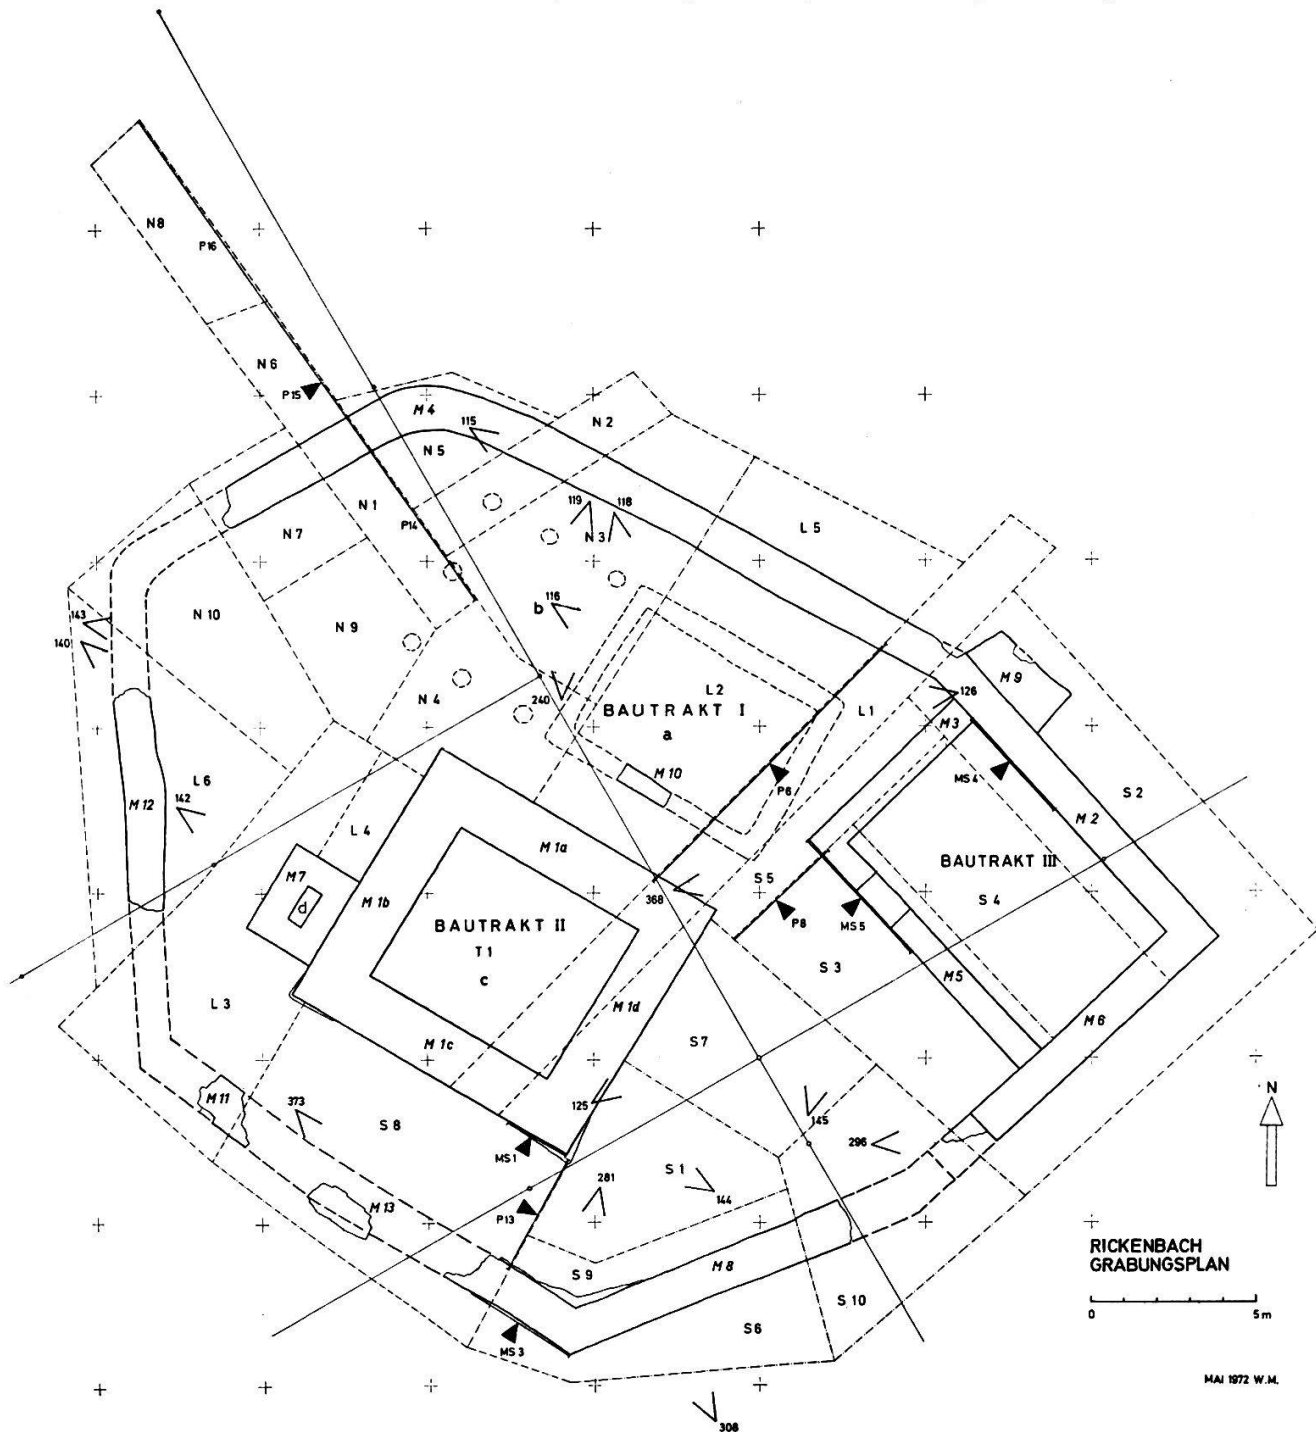 N8
P16
N6
P15
M4
115
N5
N2
N1
P14
N7
119
118
N3
L5
143
140
N10
N9
b
116
N4
240
L2
BAUTRAKT I
a
L1
126
M9
M3
M10
P6
MS4
M2
S2
L6
M12
142
L4
M1a
M7
d
M1b
BAUTRAKT II
T1
c
368
S5
BAUTRAKT III
S4
P8
MS5
S3
M5
L3
M1c
M1d
S7
M6
M11
373
S8
125
145
N
MS1
S1
296
281
144
M13
P13
S9
M8
S10
S6
MS3
RICKENBACH
GRABUNGSPLAN
0 5m
MAI 1972 W.M.
308